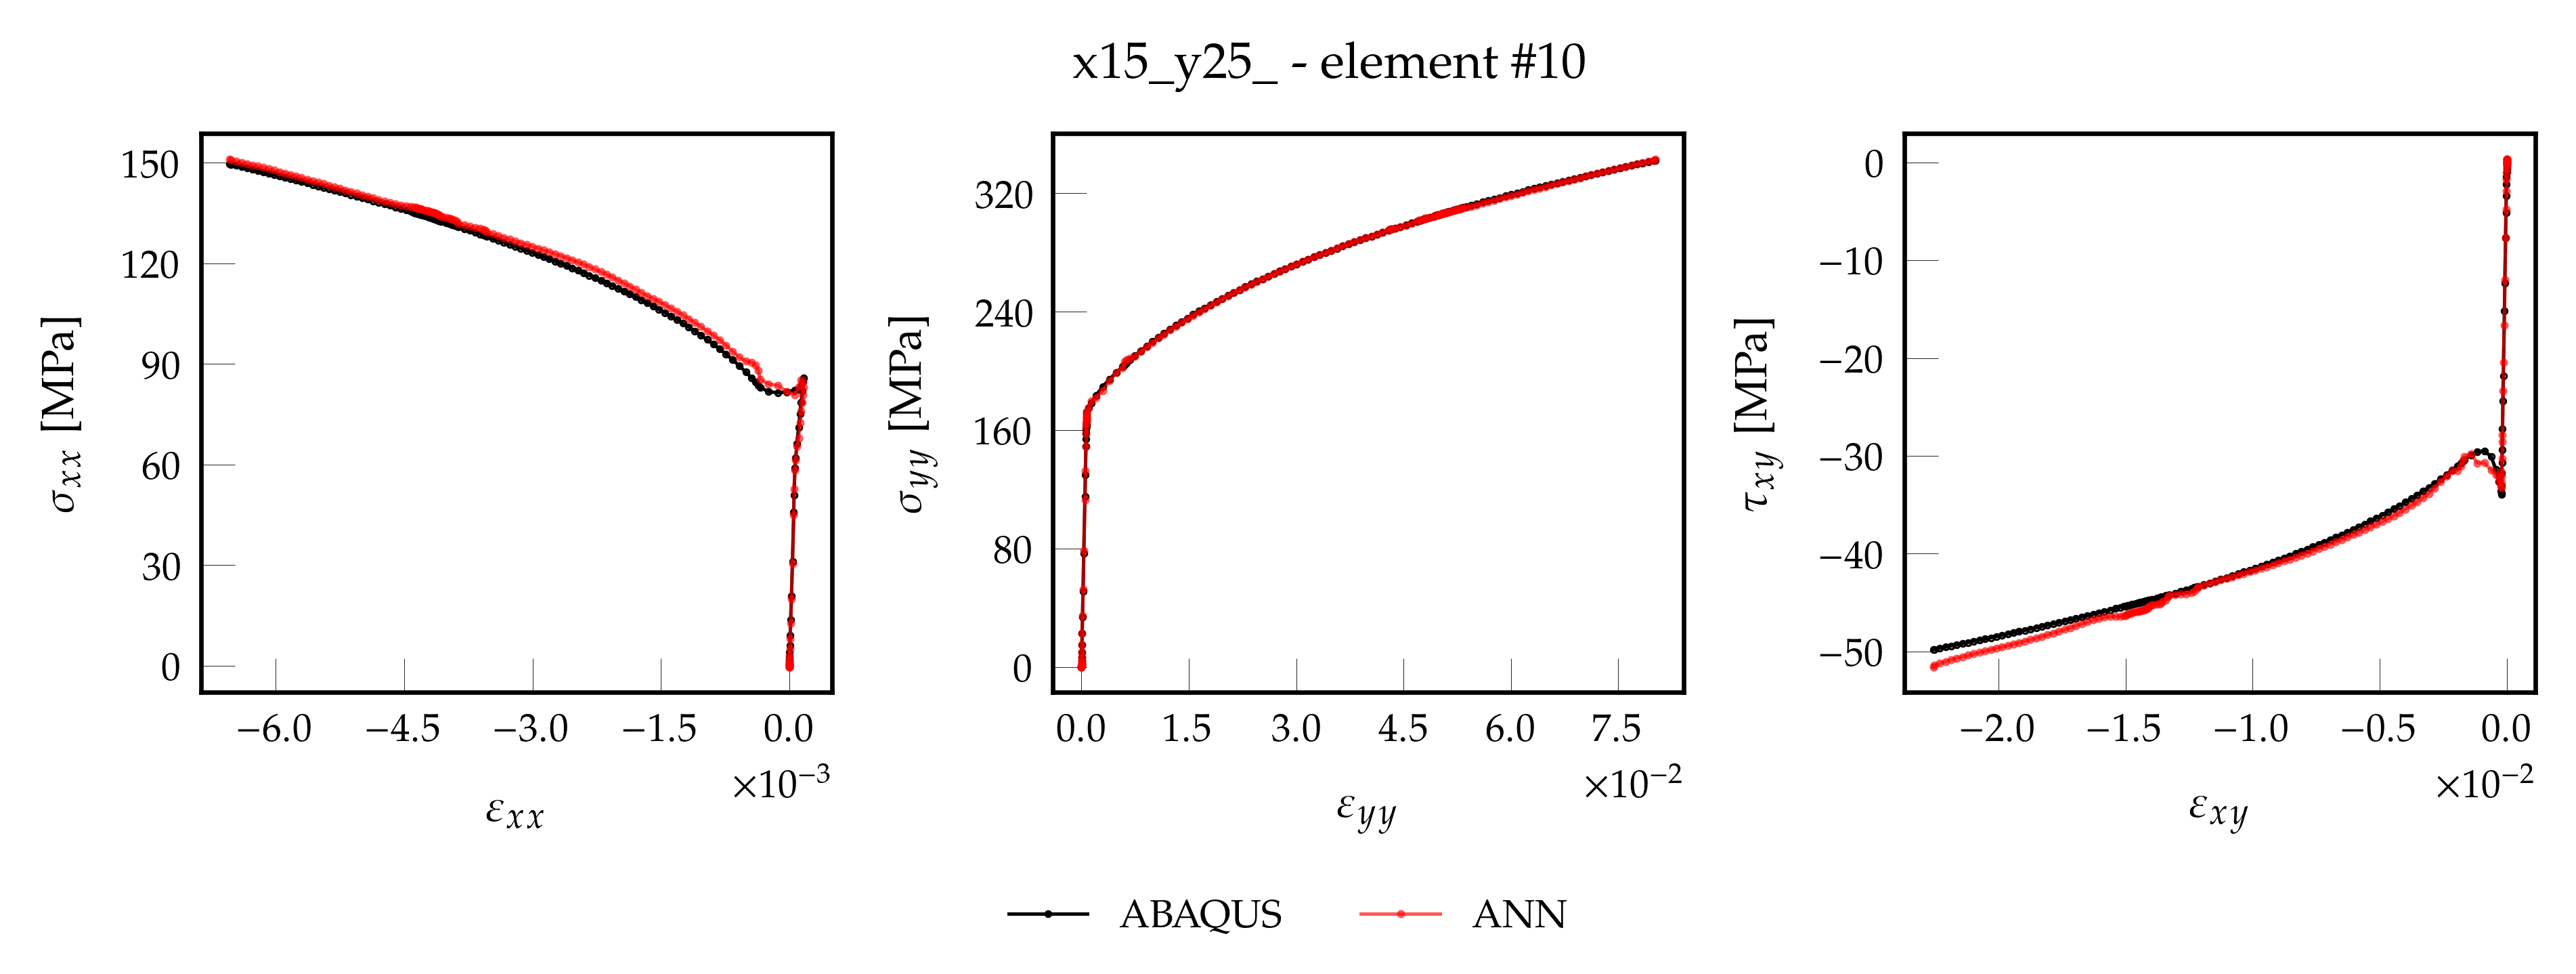 x15_y25_ - element #10
σxx [MPa]
150
120
90
60
30
0
−6.0 −4.5 −3.0 −1.5 0.0
×10−3
εxx
σyy [MPa]
320
240
160
80
0
0.0 1.5 3.0 4.5 6.0 7.5
×10−2
εyy
τxy [MPa]
0
−10
−20
−30
−40
−50
−2.0 −1.5 −1.0 −0.5 0.0
×10−2
εxy
ABAQUS ANN